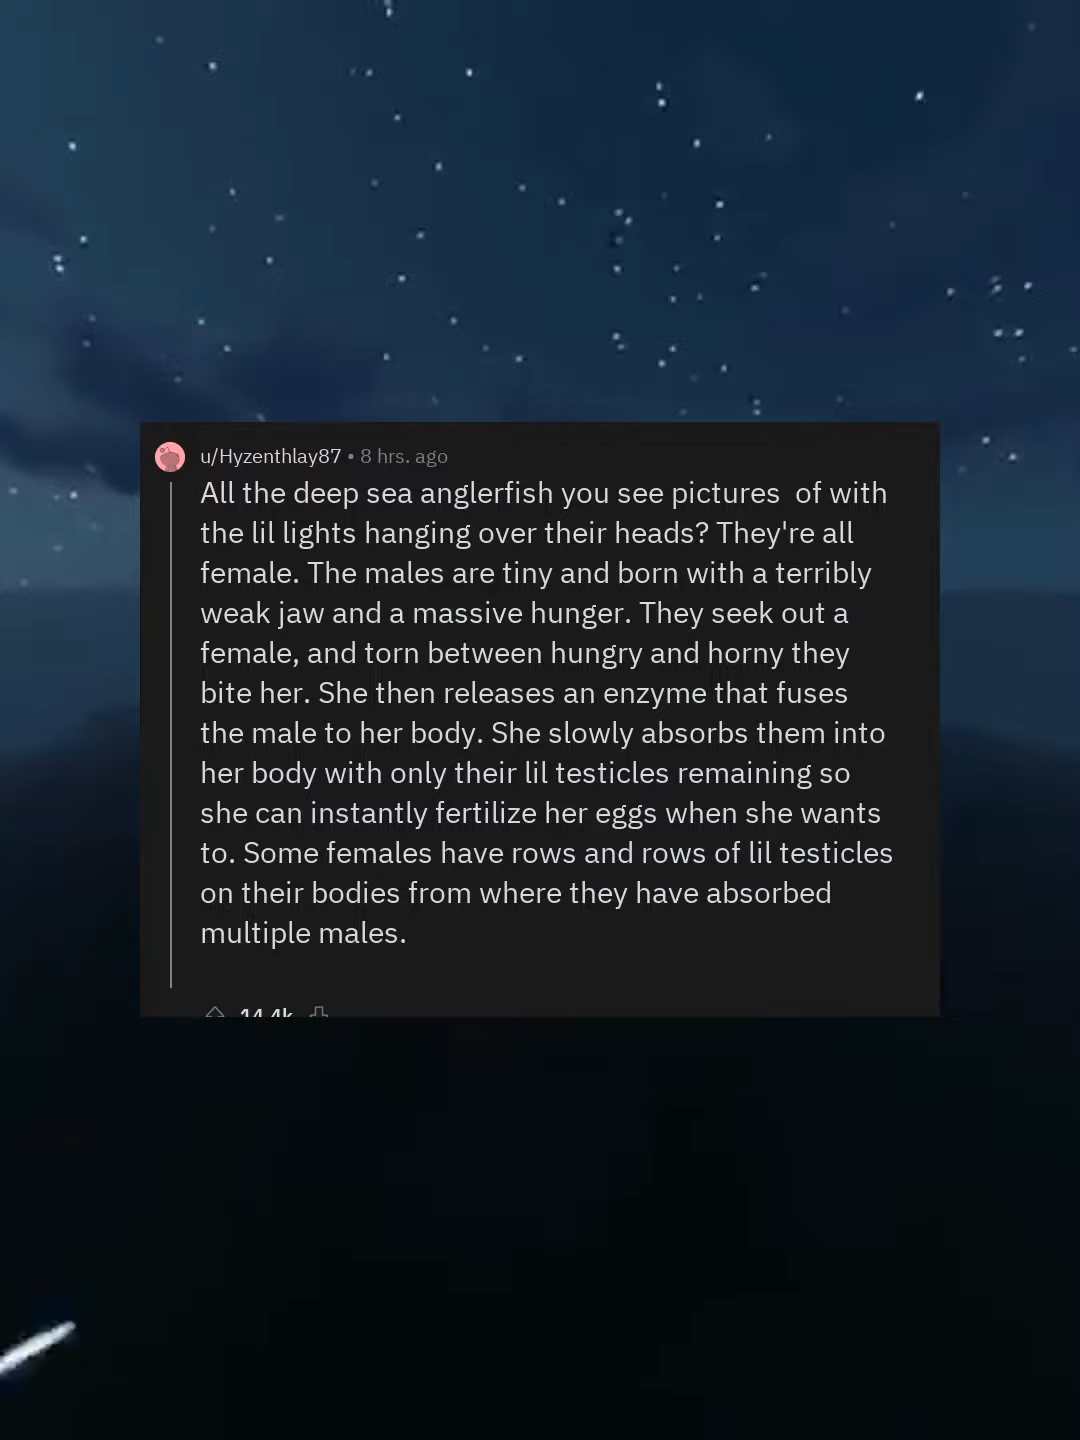 u/Hyzenthlay87 • 8 hrs. ago
All the deep sea anglerfish you see pictures  of with
the lil lights hanging over their heads? They're all
female. The males are tiny and born with a terribly
weak jaw and a massive hunger. They seek out a
female, and torn between hungry and horny they
bite her. She then releases an enzyme that fuses
the male to her body. She slowly absorbs them into
her body with only their lil testicles remaining so
she can instantly fertilize her eggs when she wants
to. Some females have rows and rows of lil testicles
on their bodies from where they have absorbed
multiple males.
14.4k